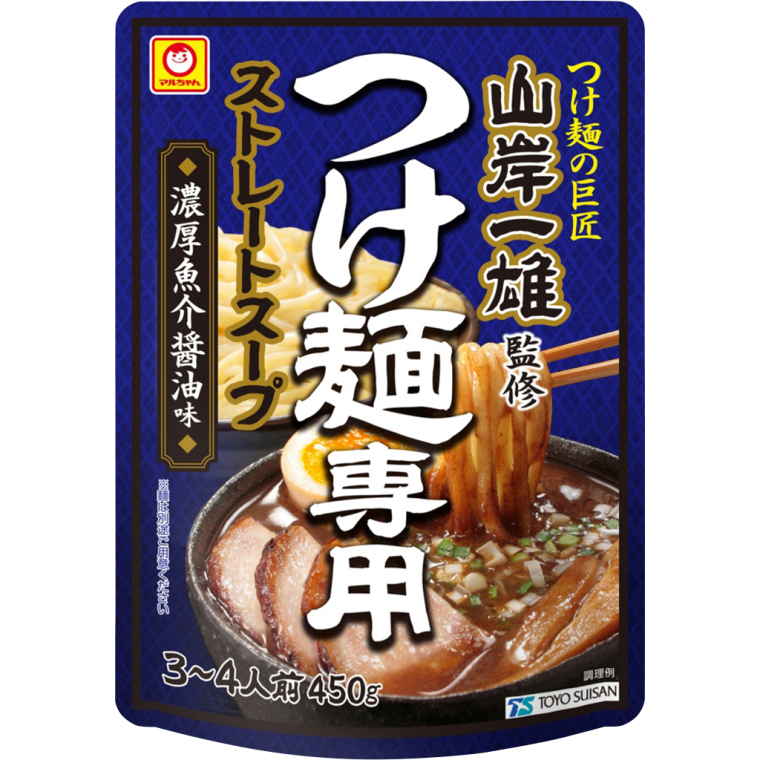 マルちゃん
つけ麺の巨匠
山岸一雄
監修
つけ麺専用
ストレートスープ
濃厚魚介醤油味
※麺は別途ご用意ください
3〜4人前 450g
調理例
TS TOYO SUISAN